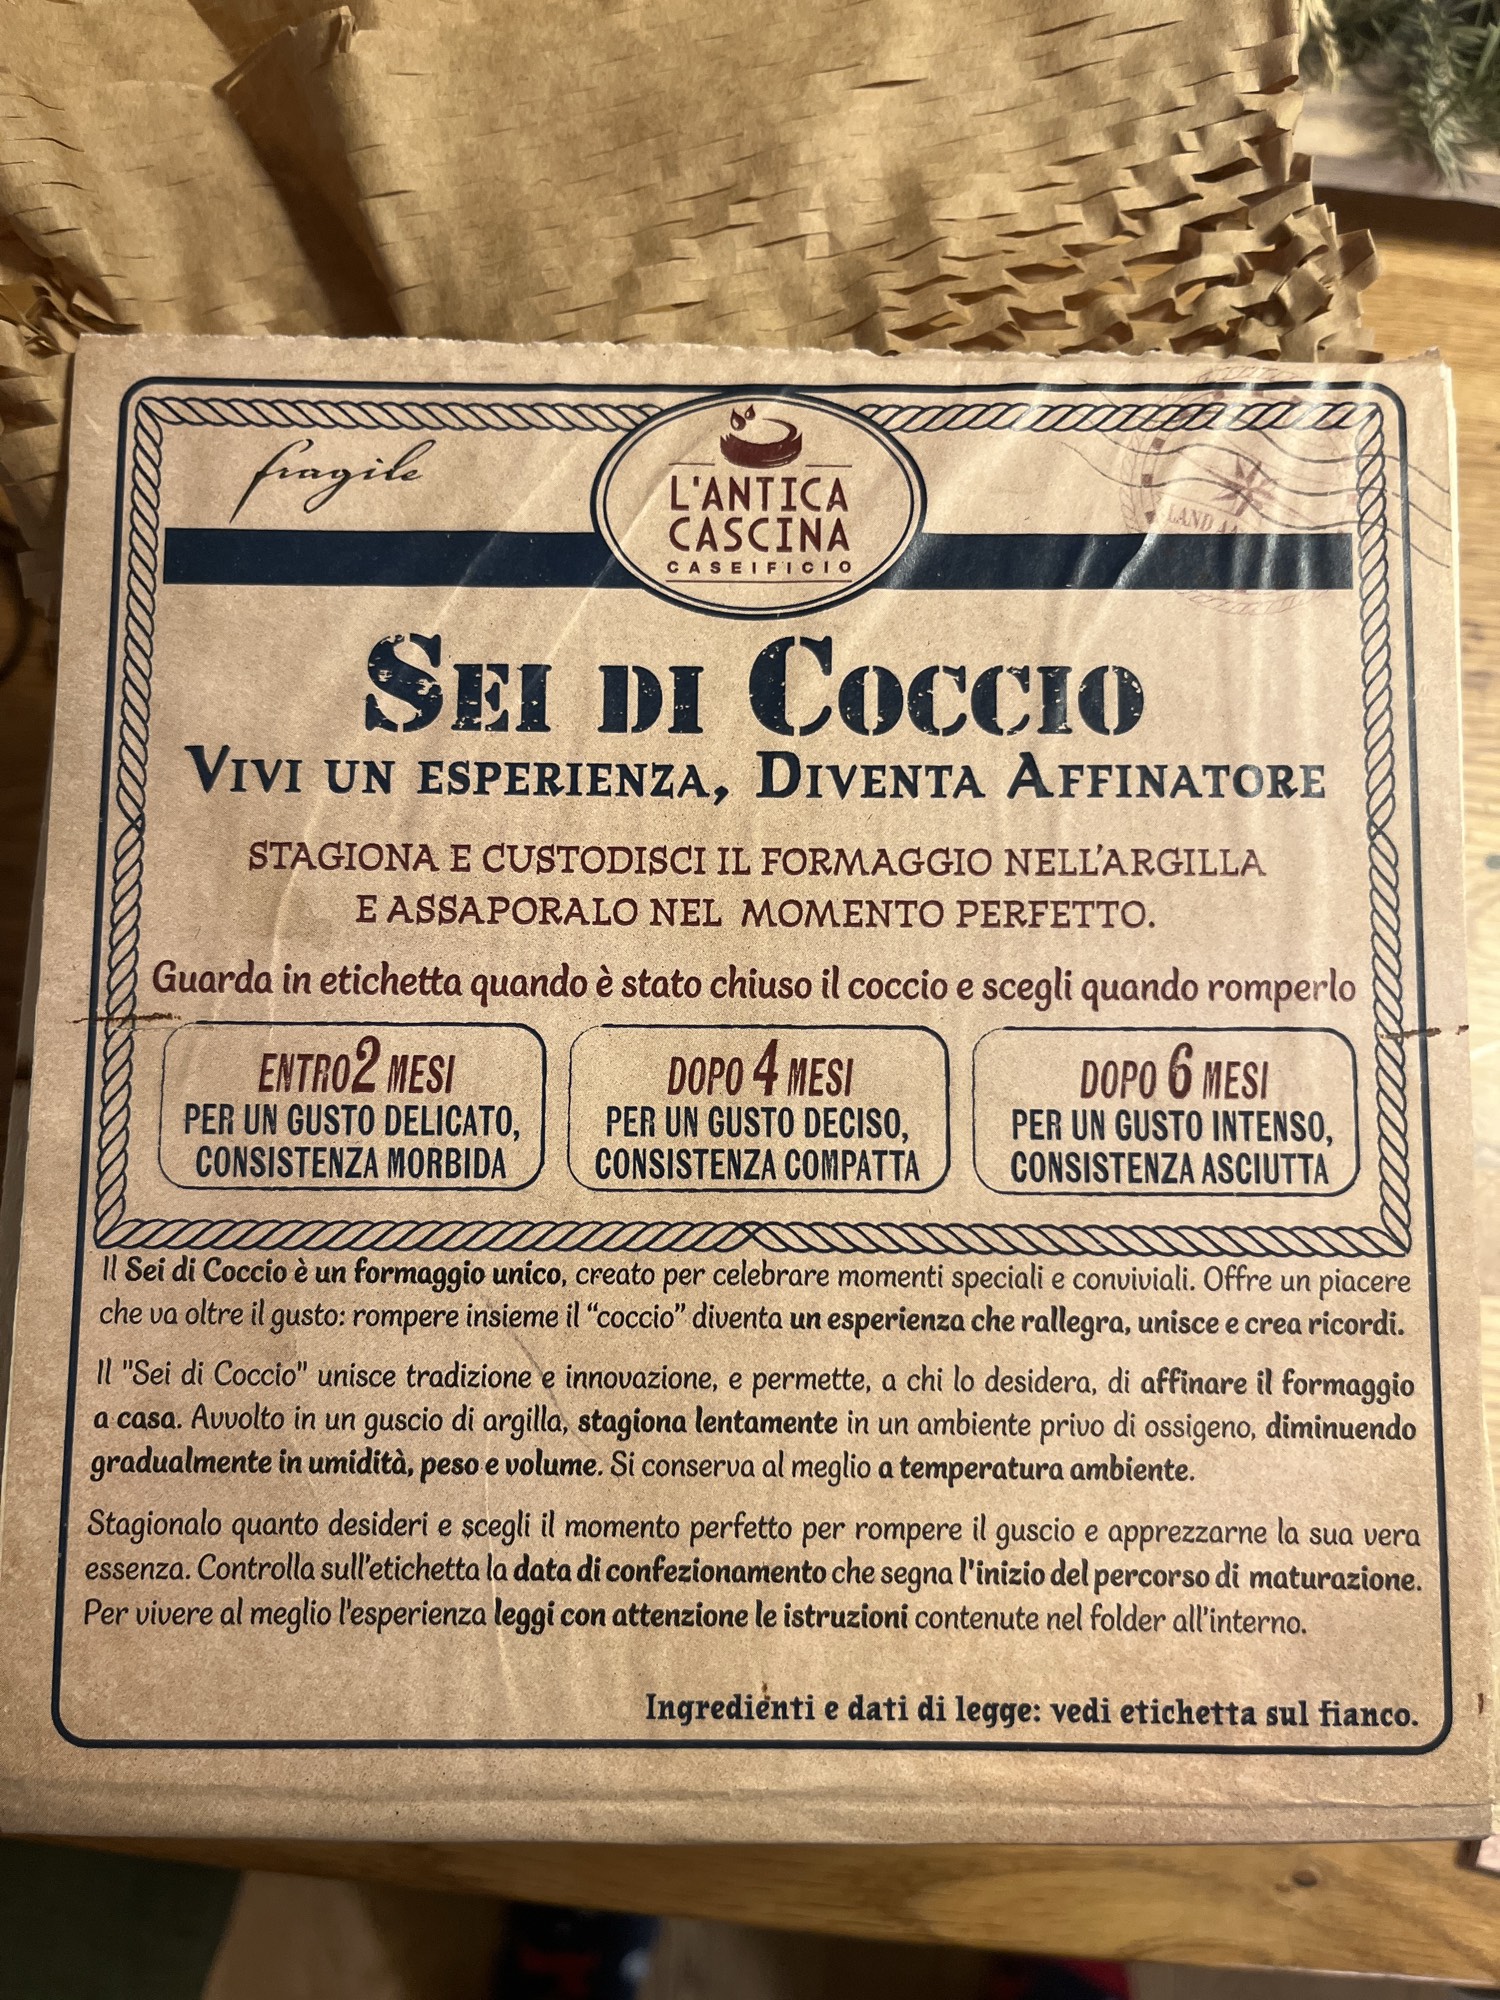 fragile
L'ANTICA
CASCINA
CASEIFICIO
LAND
SEI DI COCCIO
VIVI UN ESPERIENZA, DIVENTA AFFINATORE
STAGIONA E CUSTODISCI IL FORMAGGIO NELL'ARGILLA
E ASSAPORALO NEL MOMENTO PERFETTO.
Guarda in etichetta quando è stato chiuso il coccio e scegli quando romperlo
ENTRO 2 MESI
PER UN GUSTO DELICATO,
CONSISTENZA MORBIDA
DOPO 4 MESI
PER UN GUSTO DECISO,
CONSISTENZA COMPATTA
DOPO 6 MESI
PER UN GUSTO INTENSO,
CONSISTENZA ASCIUTTA
Il Sei di Coccio è un formaggio unico, creato per celebrare momenti speciali e conviviali. Offre un piacere
che va oltre il gusto: rompere insieme il “coccio” diventa un esperienza che rallegra, unisce e crea ricordi.
Il "Sei di Coccio" unisce tradizione e innovazione, e permette, a chi lo desidera, di affinare il formaggio
a casa. Avvolto in un guscio di argilla, stagiona lentamente in un ambiente privo di ossigeno, diminuendo
gradualmente in umidità, peso e volume. Si conserva al meglio a temperatura ambiente.
Stagionalo quanto desideri e scegli il momento perfetto per rompere il guscio e apprezzarne la sua vera
essenza. Controlla sull'etichetta la data di confezionamento che segna l'inizio del percorso di maturazione.
Per vivere al meglio l'esperienza leggi con attenzione le istruzioni contenute nel folder all'interno.
Ingredienti e dati di legge: vedi etichetta sul fianco.